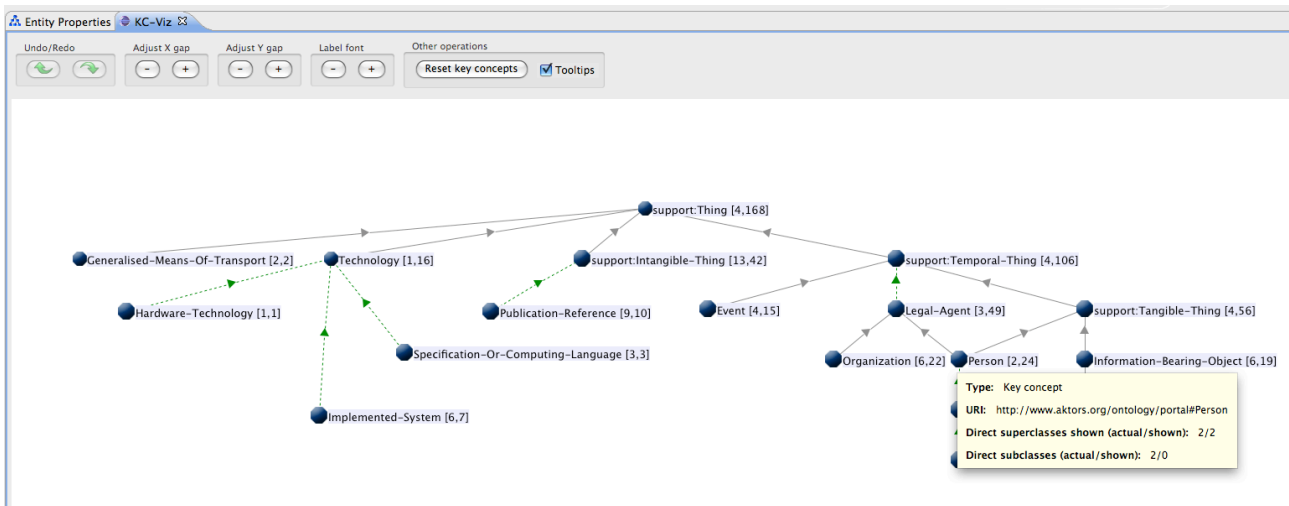 Entity Properties KC-Viz
Undo/Redo Adjust X gap Adjust Y gap Label font Other operations
- + - + - + Reset key concepts Tooltips
support:Thing [4,168]
Generalised-Means-Of-Transport [2,2] Technology [1,16] support:Intangible-Thing [13,42] support:Temporal-Thing [4,106]
Hardware-Technology [1,1] Publication-Reference [9,10] Event [4,15] Legal-Agent [3,49] support:Tangible-Thing [4,56]
Specification-Or-Computing-Language [3,3] Organization [6,22] Person [2,24] Information-Bearing-Object [6,19]
Type: Key concept
URI: http://www.aktors.org/ontology/portal#Person
Implemented-System [6,7]
Direct superclasses shown (actual/shown): 2/2
Direct subclasses (actual/shown): 2/0